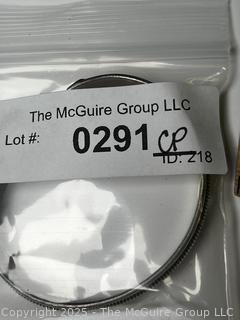 The McGuire Group LLC
Lot #: 0291 CP
ID: 218
Copyright 2025 - The McGuire Group LLC